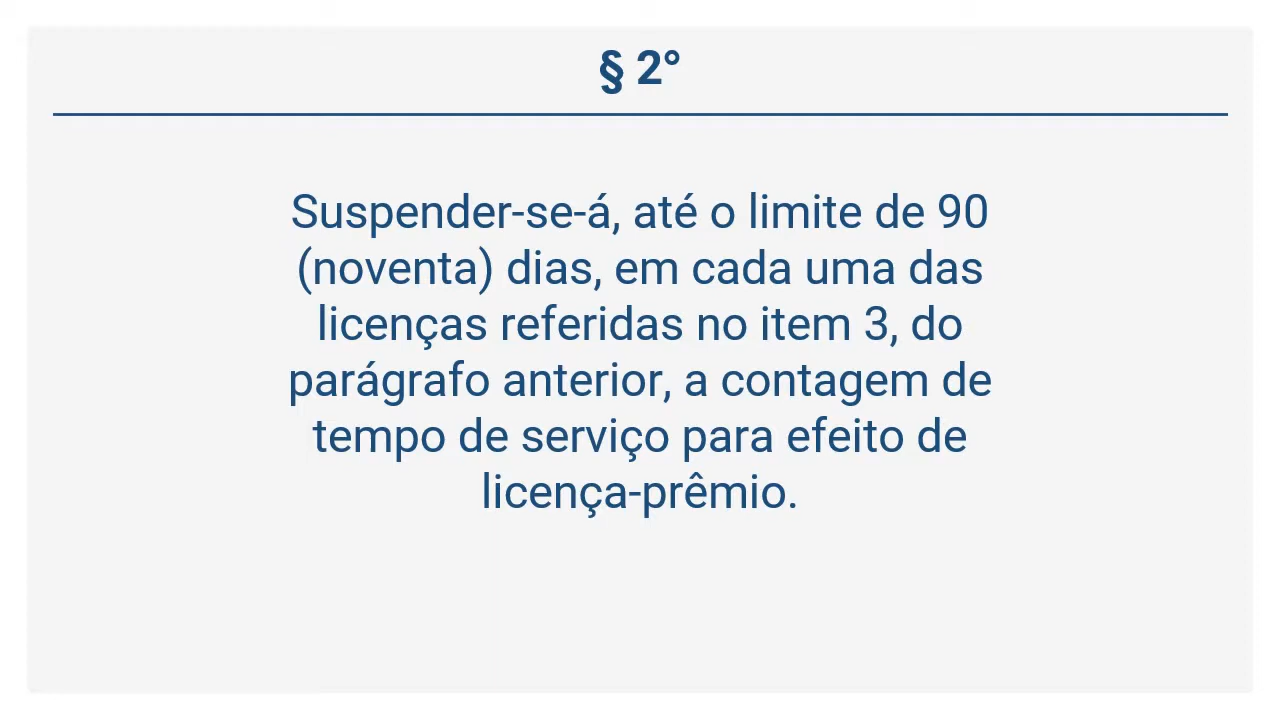 § 2°
Suspender-se-á, até o limite de 90
(noventa) dias, em cada uma das
licenças referidas no item 3, do
parágrafo anterior, a contagem de
tempo de serviço para efeito de
licença-prêmio.